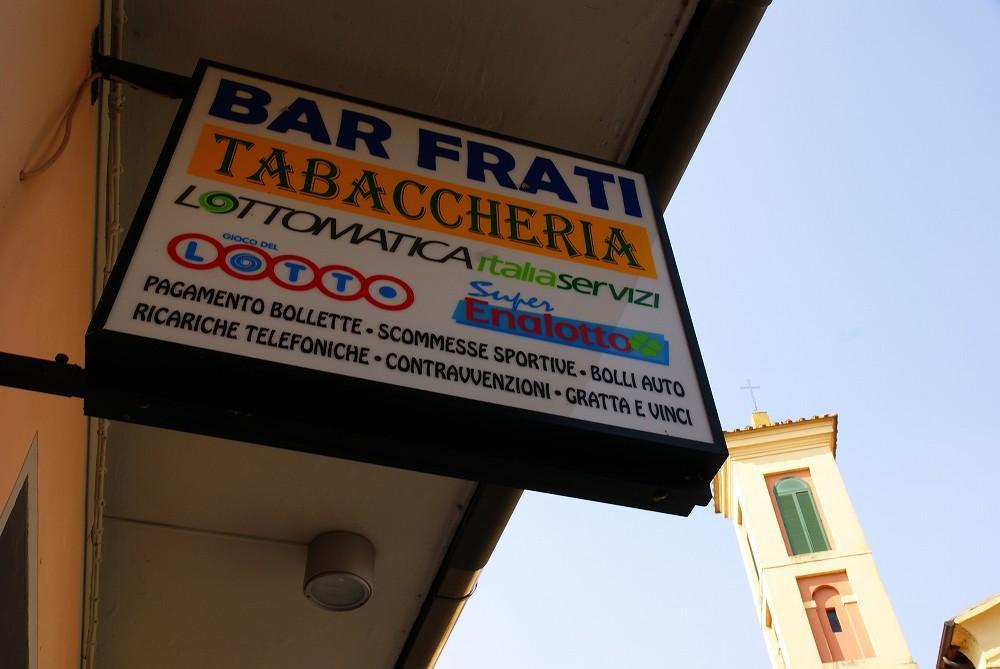 BAR FRATI
TABACCHERIA
LOTTOMATICA italiaservizi
GIOCO DEL
LOTTO
Super
Enalotto
PAGAMENTO BOLLETTE • SCOMMESSE SPORTIVE • BOLLI AUTO
RICARICHE TELEFONICHE • CONTRAVVENZIONI • GRATTA E VINCI